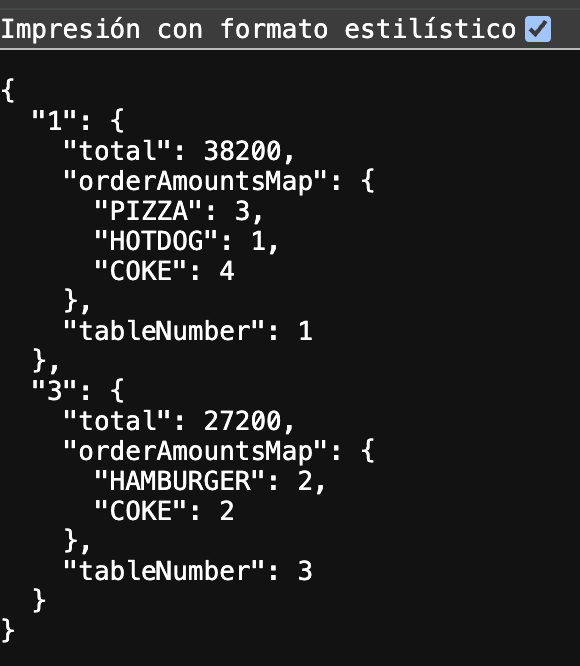 Impresión con formato estilístico
{
  "1": {
    "total": 38200,
    "orderAmountsMap": {
      "PIZZA": 3,
      "HOTDOG": 1,
      "COKE": 4
    },
    "tableNumber": 1
  },
  "3": {
    "total": 27200,
    "orderAmountsMap": {
      "HAMBURGER": 2,
      "COKE": 2
    },
    "tableNumber": 3
  }
}